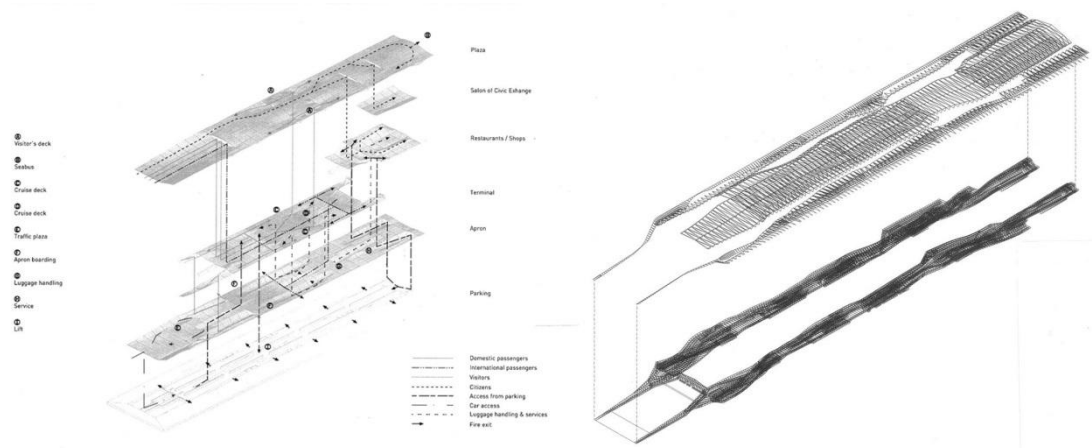 Plaza
Salon of Civic Exhange
Restaurants / Shops
Terminal
Apron
Parking
Visitor's deck
Seabus
Cruise deck
Cruise deck
Traffic plaza
Apron boarding
Luggage handling
Service
Lift
Domestic passengers
International passengers
Visitors
Citizens
Access from parking
Car access
Luggage handling & services
Fire exit